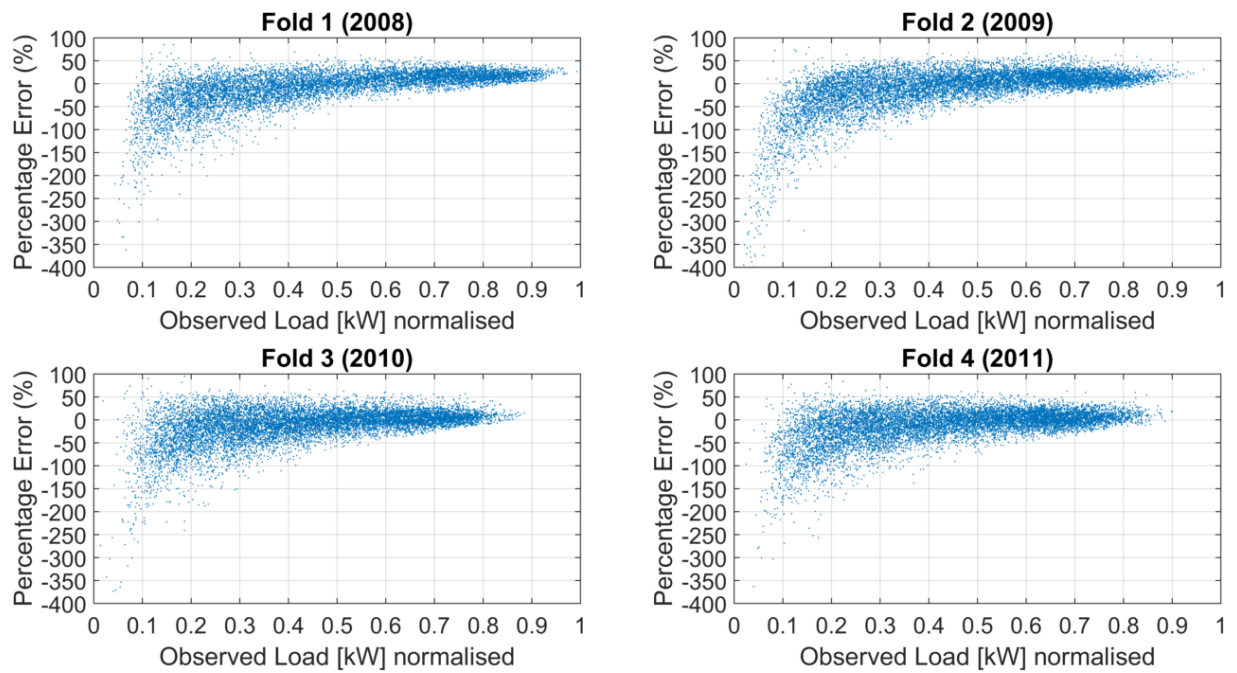 Fold 1 (2008)
Percentage Error (%)
100
50
0
-50
-100
-150
-200
-250
-300
-350
-400
0 0.1 0.2 0.3 0.4 0.5 0.6 0.7 0.8 0.9 1
Observed Load [kW] normalised
Fold 2 (2009)
Percentage Error (%)
100
50
0
-50
-100
-150
-200
-250
-300
-350
-400
0 0.1 0.2 0.3 0.4 0.5 0.6 0.7 0.8 0.9 1
Observed Load [kW] normalised
Fold 3 (2010)
Percentage Error (%)
100
50
0
-50
-100
-150
-200
-250
-300
-350
-400
0 0.1 0.2 0.3 0.4 0.5 0.6 0.7 0.8 0.9 1
Observed Load [kW] normalised
Fold 4 (2011)
Percentage Error (%)
100
50
0
-50
-100
-150
-200
-250
-300
-350
-400
0 0.1 0.2 0.3 0.4 0.5 0.6 0.7 0.8 0.9 1
Observed Load [kW] normalised